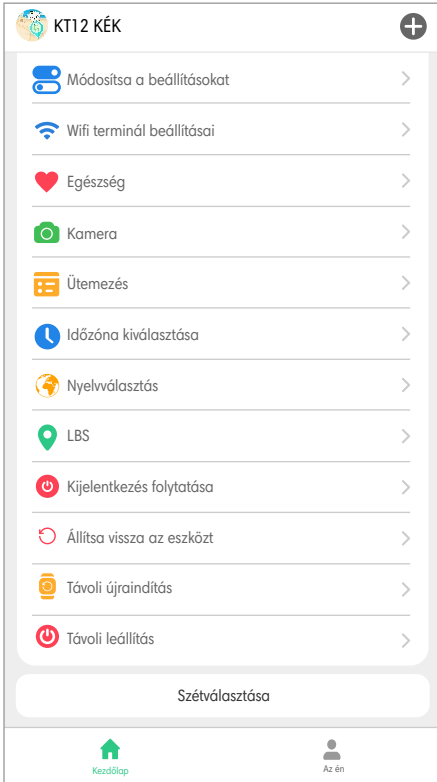 KT12 KÉK
Módosítsa a beállításokat
Wifi terminál beállításai
Egészség
Kamera
Ütemezés
Időzóna kiválasztása
Nyelvválasztás
LBS
Kijelentkezés folytatása
Állítsa vissza az eszközt
Távoli újraindítás
Távoli leállítás
Szétválasztása
Kezdőlap
Az én